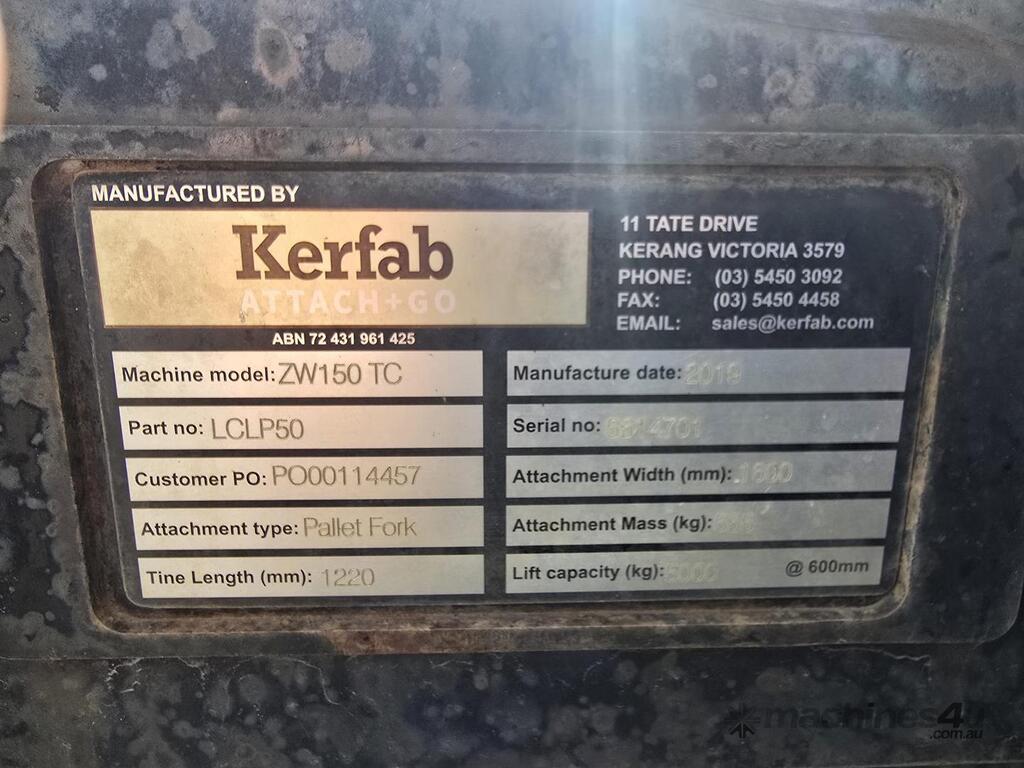 MANUFACTURED BY
Kerfab
ATTACH+GO
ABN 72 431 961 425
11 TATE DRIVE
KERANG VICTORIA 3579
PHONE: (03) 5450 3092
FAX: (03) 5450 4458
EMAIL: sales@kerfab.com
Machine model: ZW150 TC
Part no: LCLP50
Customer PO: PO00114457
Attachment type: Pallet Fork
Tine Length (mm): 1220
Manufacture date: 2019
Serial no:
Attachment Width (mm):
Attachment Mass (kg):
Lift capacity (kg): @ 600mm
machines4u
.com.au